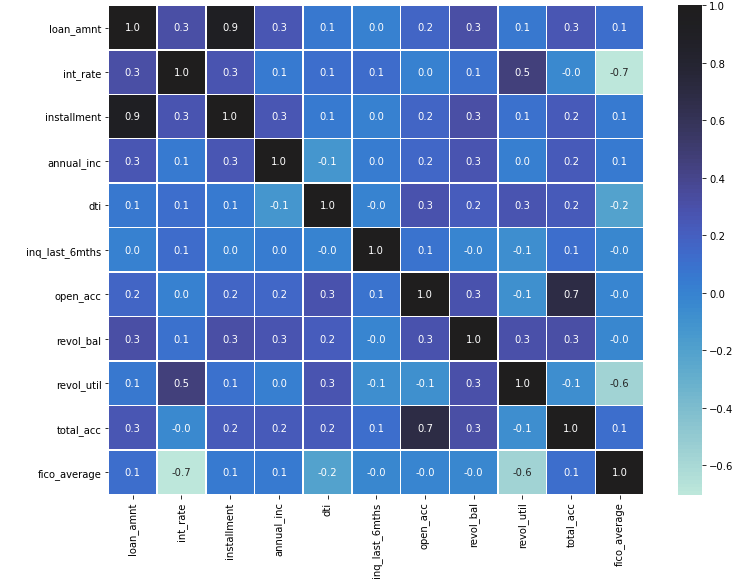 loan_amnt 1.0 0.3 0.9 0.3 0.1 0.0 0.2 0.3 0.1 0.3 0.1
int_rate 0.3 1.0 0.3 0.1 0.1 0.1 0.0 0.1 0.5 -0.0 -0.7
installment 0.9 0.3 1.0 0.3 0.1 0.0 0.2 0.3 0.1 0.2 0.1
annual_inc 0.3 0.1 0.3 1.0 -0.1 0.0 0.2 0.3 0.0 0.2 0.1
dti 0.1 0.1 0.1 -0.1 1.0 -0.0 0.3 0.2 0.3 0.2 -0.2
inq_last_6mths 0.0 0.1 0.0 0.0 -0.0 1.0 0.1 -0.0 -0.1 0.1 -0.0
open_acc 0.2 0.0 0.2 0.2 0.3 0.1 1.0 0.3 -0.1 0.7 -0.0
revol_bal 0.3 0.1 0.3 0.3 0.2 -0.0 0.3 1.0 0.3 0.3 -0.0
revol_util 0.1 0.5 0.1 0.0 0.3 -0.1 -0.1 0.3 1.0 -0.1 -0.6
total_acc 0.3 -0.0 0.2 0.2 0.2 0.1 0.7 0.3 -0.1 1.0 0.1
fico_average 0.1 -0.7 0.1 0.1 -0.2 -0.0 -0.0 -0.0 -0.6 0.1 1.0
loan_amnt
int_rate
installment
annual_inc
dti
inq_last_6mths
open_acc
revol_bal
revol_util
total_acc
fico_average
1.0
0.8
0.6
0.4
0.2
0.0
−0.2
−0.4
−0.6